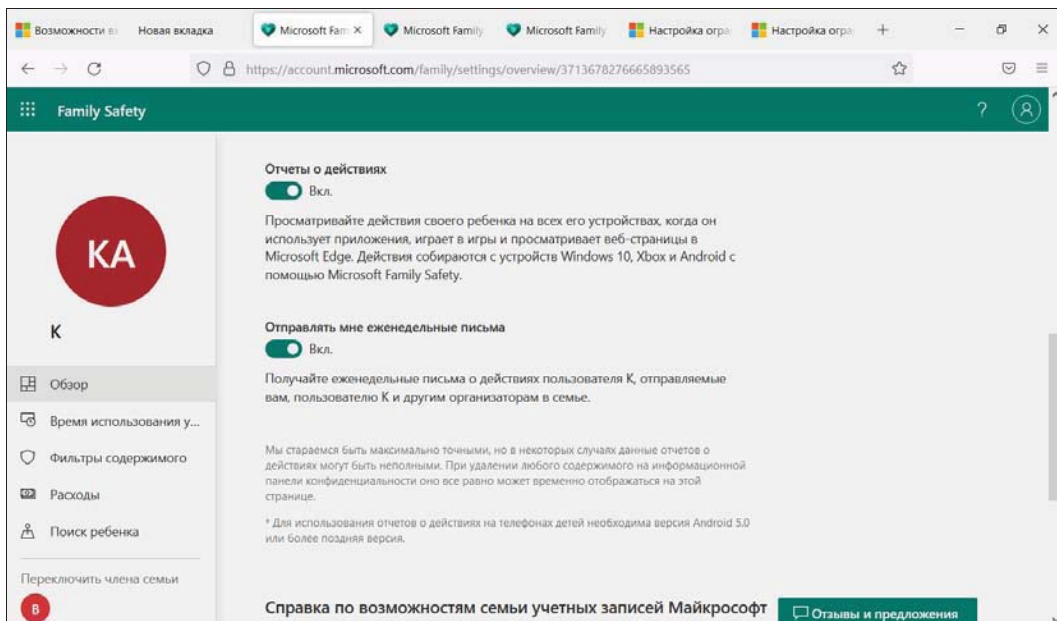 Возможности в
Новая вкладка
Microsoft Fam
Microsoft Family
Microsoft Family
Настройка огра
Настройка огра
https://account.microsoft.com/family/settings/overview/3713678276665893565
Family Safety
?
KA
К
Обзор
Время использования у...
Фильтры содержимого
Расходы
Поиск ребенка
Переключить члена семьи
В
Отчеты о действиях
Вкл.
Просматривайте действия своего ребенка на всех его устройствах, когда он
использует приложения, играет в игры и просматривает веб-страницы в
Microsoft Edge. Действия собираются с устройств Windows 10, Xbox и Android с
помощью Microsoft Family Safety.
Отправлять мне еженедельные письма
Вкл.
Получайте еженедельные письма о действиях пользователя К, отправляемые
вам, пользователю К и другим организаторам в семье.
Мы стараемся быть максимально точными, но в некоторых случаях данные отчетов о
действиях могут быть неполными. При удалении любого содержимого на информационной
панели конфиденциальности оно все равно может временно отображаться на этой
странице.
* Для использования отчетов о действиях на телефонах детей необходима версия Android 5.0
или более поздняя версия.
Справка по возможностям семьи учетных записей Майкрософт
Отзывы и предложения